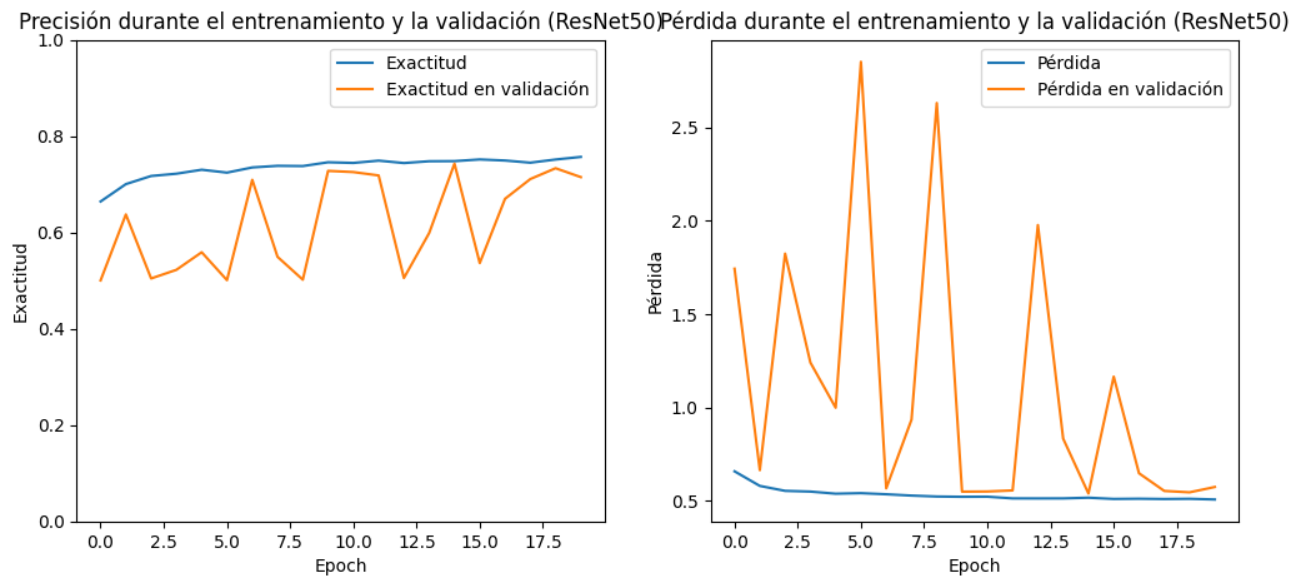 Precisión durante el entrenamiento y la validación (ResNet50)
Exactitud
Exactitud en validación
1.0
0.8
0.6
0.4
0.2
0.0
Exactitud
0.0 2.5 5.0 7.5 10.0 12.5 15.0 17.5
Epoch
Pérdida durante el entrenamiento y la validación (ResNet50)
Pérdida
Pérdida en validación
2.5
2.0
1.5
1.0
0.5
Pérdida
0.0 2.5 5.0 7.5 10.0 12.5 15.0 17.5
Epoch